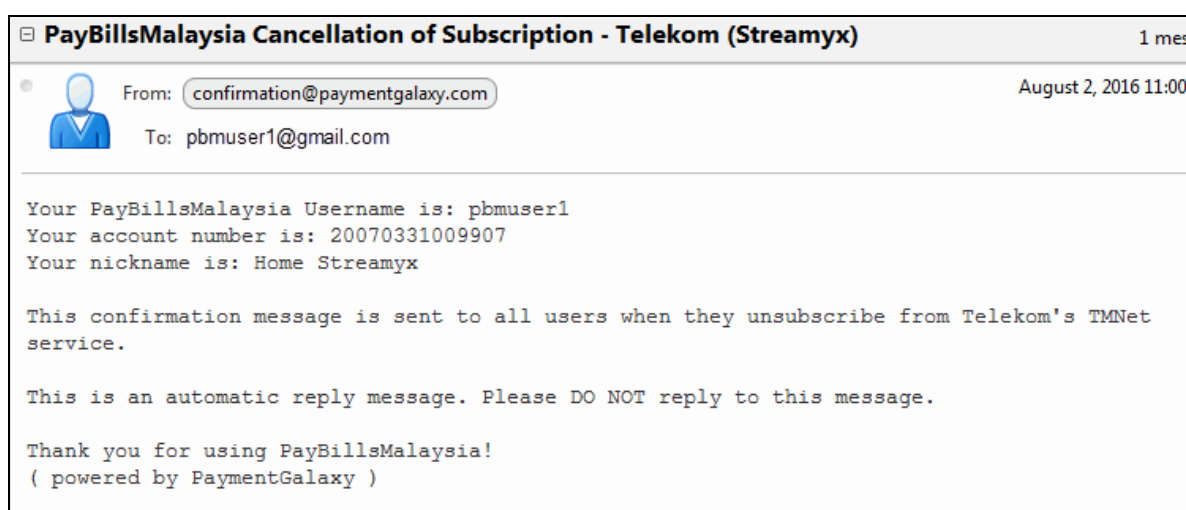 PayBillsMalaysia Cancellation of Subscription - Telekom (Streamyx) 1 mes
From: confirmation@paymentgalaxy.com August 2, 2016 11:00
To: pbmuser1@gmail.com
Your PayBillsMalaysia Username is: pbmuser1
Your account number is: 20070331009907
Your nickname is: Home Streamyx
This confirmation message is sent to all users when they unsubscribe from Telekom's TMNet
service.
This is an automatic reply message. Please DO NOT reply to this message.
Thank you for using PayBillsMalaysia!
( powered by PaymentGalaxy )